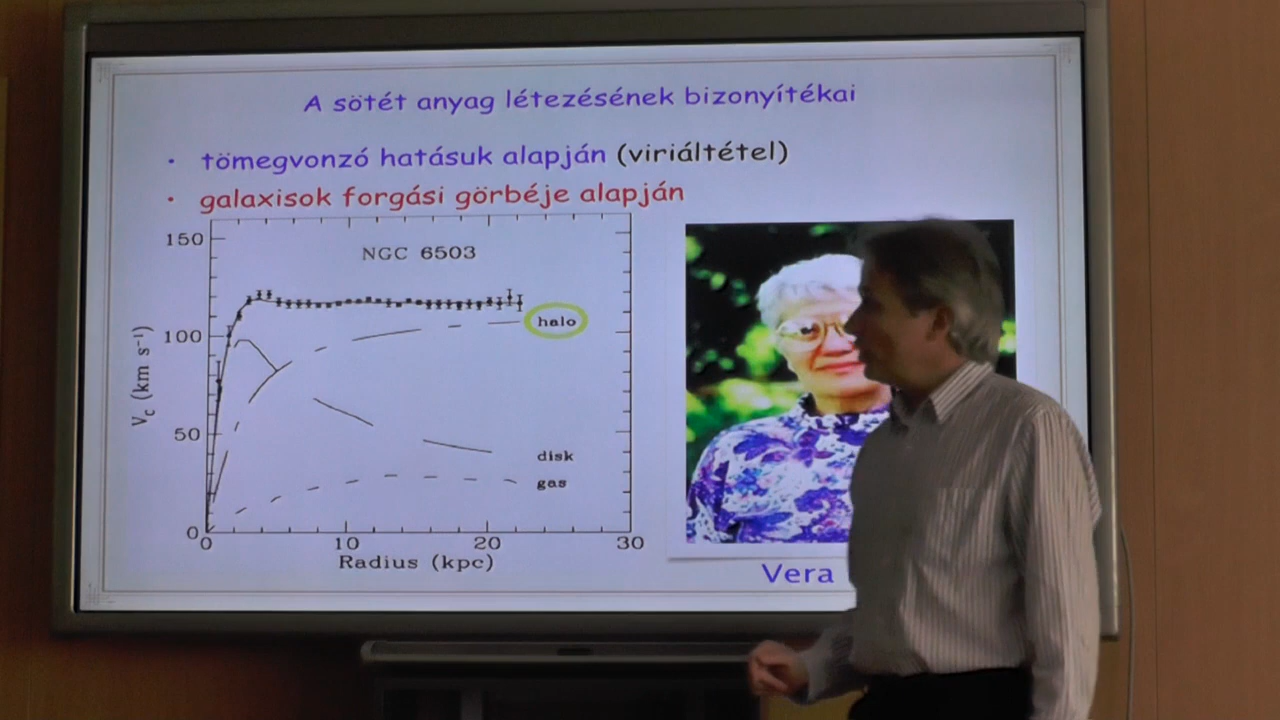 A sötét anyag létezésének bizonyítékai
• tömegvonzó hatásuk alapján (viriáltétel)
• galaxisok forgási görbéje alapján
150
NGC 6503
halo
100
V_C (km s⁻¹)
50
disk
gas
0
0 10 20 30
Radius (kpc)
Vera